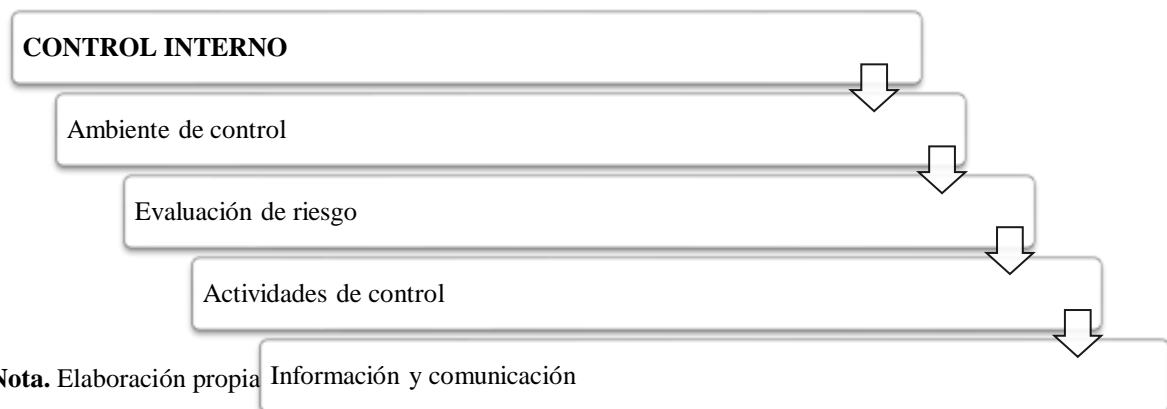 CONTROL INTERNO
Ambiente de control
Evaluación de riesgo
Actividades de control
Información y comunicación
Nota. Elaboración propia